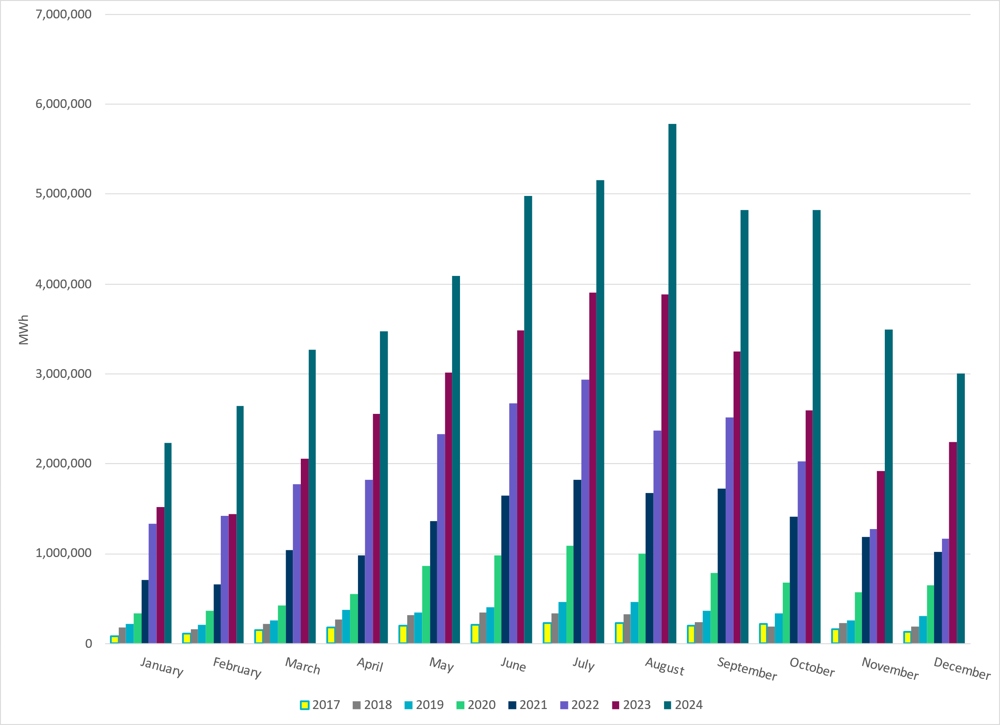 7,000,000
6,000,000
5,000,000
4,000,000
3,000,000
2,000,000
1,000,000
0
MWh
January February March April May June July August September October November December
2017 2018 2019 2020 2021 2022 2023 2024